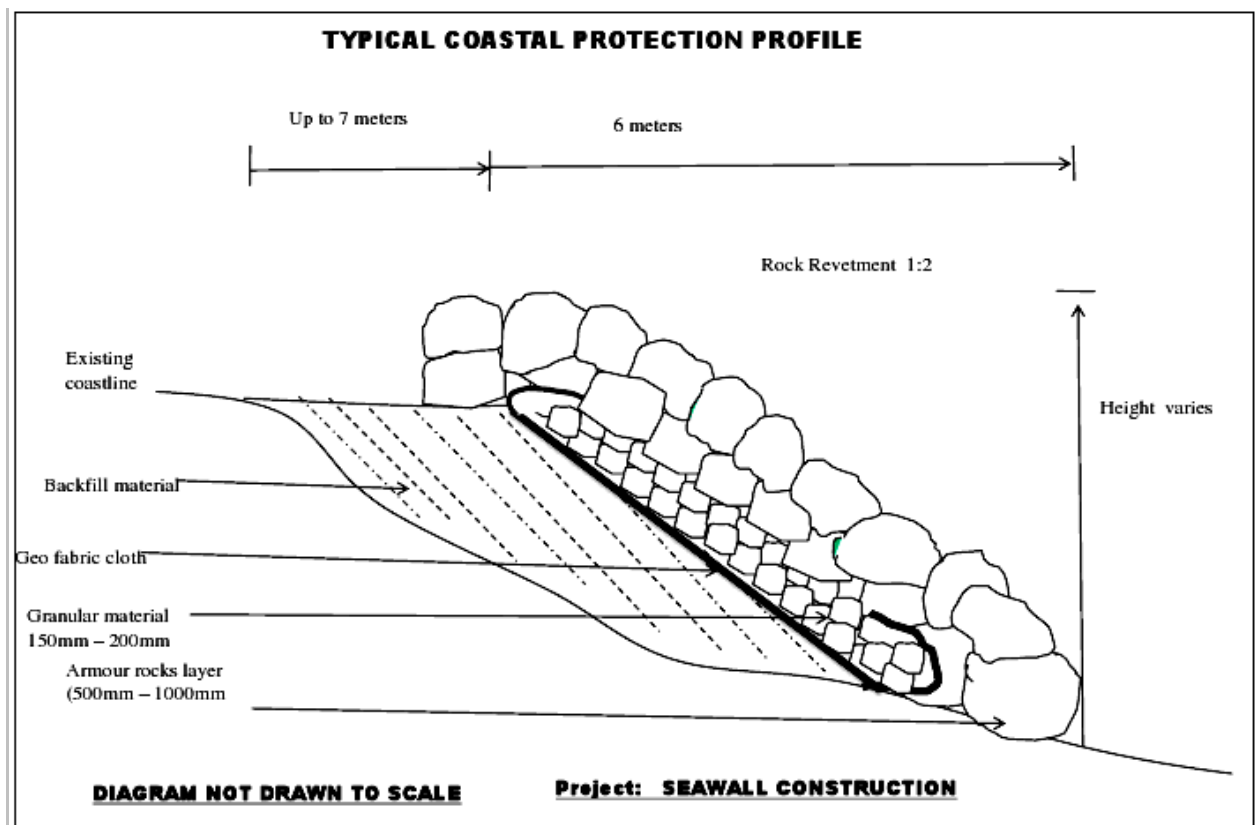 TYPICAL COASTAL PROTECTION PROFILE
Up to 7 meters
6 meters
Rock Revetment 1:2
Existing
coastline
Height varies
Backfill material
Geo fabric cloth
Granular material
150mm – 200mm
Armour rocks layer
(500mm – 1000mm
DIAGRAM NOT DRAWN TO SCALE
Project: SEAWALL CONSTRUCTION